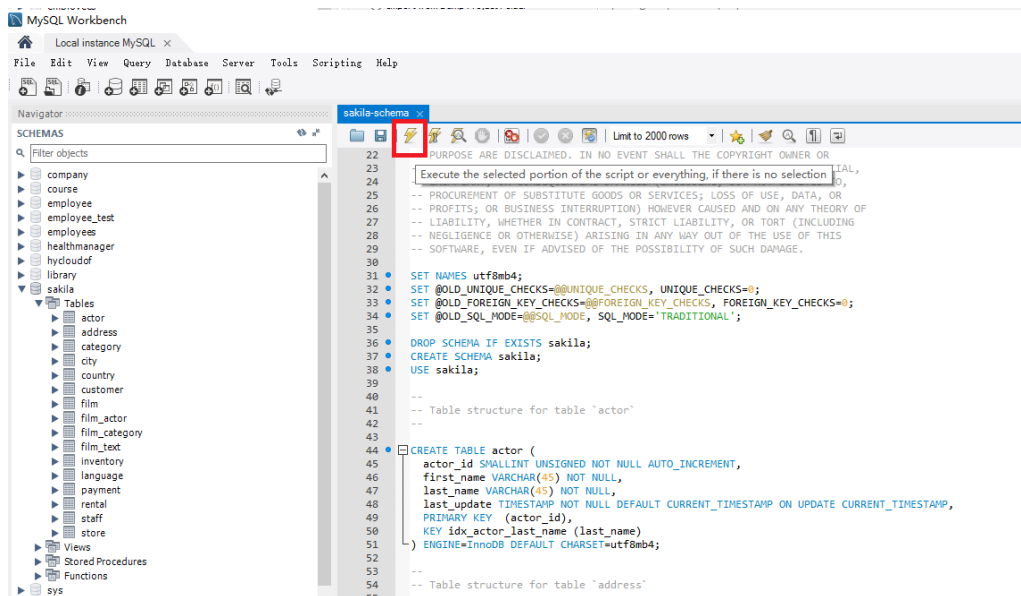 MySQL Workbench
Local instance MySQL
File Edit View Query Database Server Tools Scripting Help
Navigator
sakila-schema
SCHEMAS
Limit to 2000 rows
Filter objects
company
course
employee
employee_test
employees
healthmanager
hycloudof
library
sakila
Tables
actor
address
category
city
country
customer
film
film_actor
film_category
film_text
inventory
language
payment
rental
staff
store
Views
Stored Procedures
Functions
sys
22 PURPOSE ARE DISCLAIMED. IN NO EVENT SHALL THE COPYRIGHT OWNER OR
23
Execute the selected portion of the script or everything, if there is no selection
24
25 -- PROCUREMENT OF SUBSTITUTE GOODS OR SERVICES; LOSS OF USE, DATA, OR
26 -- PROFITS; OR BUSINESS INTERRUPTION) HOWEVER CAUSED AND ON ANY THEORY OF
27 -- LIABILITY, WHETHER IN CONTRACT, STRICT LIABILITY, OR TORT (INCLUDING
28 -- NEGLIGENCE OR OTHERWISE) ARISING IN ANY WAY OUT OF THE USE OF THIS
29 -- SOFTWARE, EVEN IF ADVISED OF THE POSSIBILITY OF SUCH DAMAGE.
30
31 SET NAMES utf8mb4;
32 SET @OLD_UNIQUE_CHECKS=@@UNIQUE_CHECKS, UNIQUE_CHECKS=0;
33 SET @OLD_FOREIGN_KEY_CHECKS=@@FOREIGN_KEY_CHECKS, FOREIGN_KEY_CHECKS=0;
34 SET @OLD_SQL_MODE=@@SQL_MODE, SQL_MODE='TRADITIONAL';
35
36 DROP SCHEMA IF EXISTS sakila;
37 CREATE SCHEMA sakila;
38 USE sakila;
39
40 --
41 -- Table structure for table `actor`
42 --
43
44 CREATE TABLE actor (
45 actor_id SMALLINT UNSIGNED NOT NULL AUTO_INCREMENT,
46 first_name VARCHAR(45) NOT NULL,
47 last_name VARCHAR(45) NOT NULL,
48 last_update TIMESTAMP NOT NULL DEFAULT CURRENT_TIMESTAMP ON UPDATE CURRENT_TIMESTAMP,
49 PRIMARY KEY (actor_id),
50 KEY idx_actor_last_name (last_name)
51 ) ENGINE=InnoDB DEFAULT CHARSET=utf8mb4;
52
53 --
54 -- Table structure for table `address`